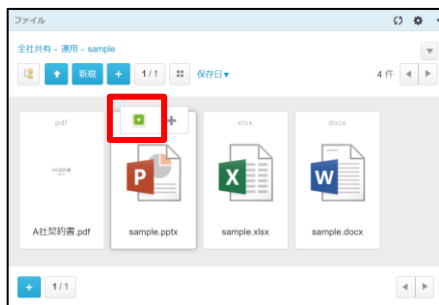 ファイル
全社共有 - 運用 - sample
新規 + 1/1 保存日▼ 4 件
pdf xlsx docx
P X W
A社契約書.pdf sample.pptx sample.xlsx sample.docx
+ 1/1